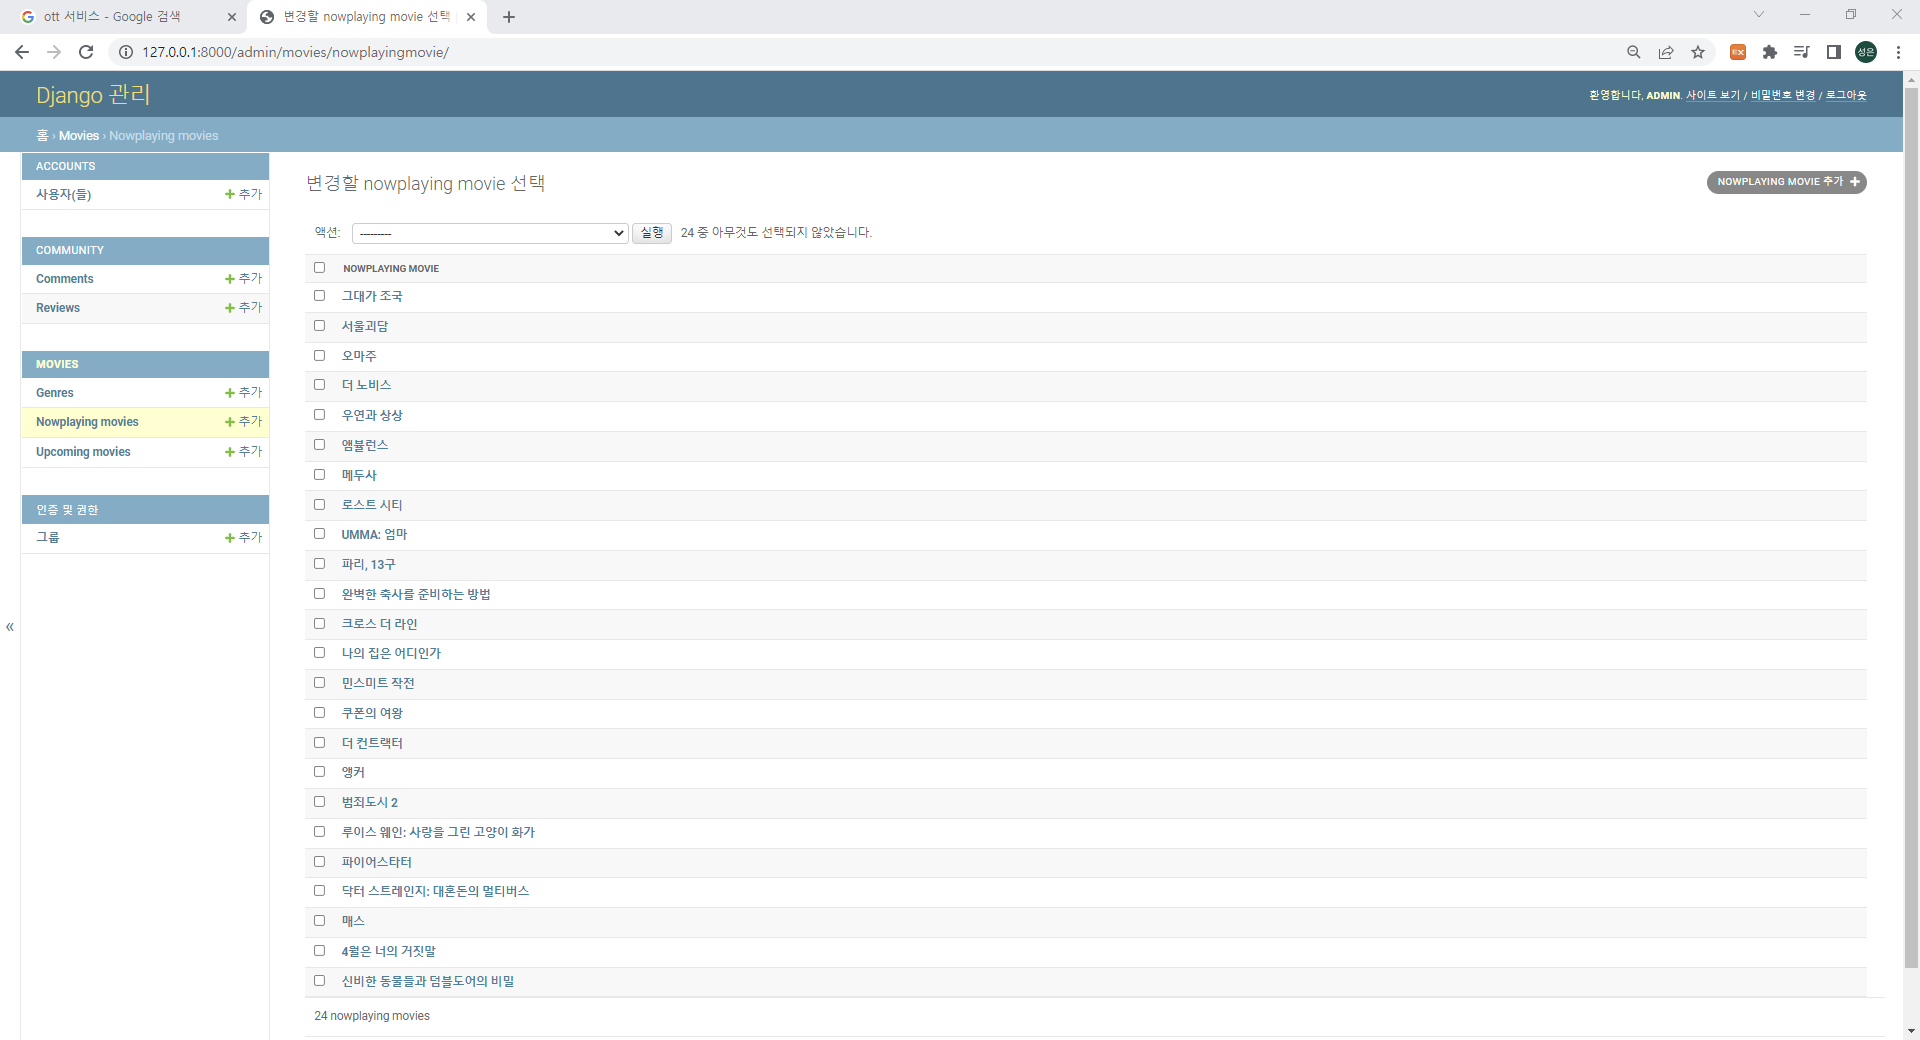 ott 서비스 - Google 검색
변경할 nowplaying movie 선택
127.0.0.1:8000/admin/movies/nowplayingmovie/
EX
성은
Django 관리
환영합니다, ADMIN. 사이트 보기 / 비밀번호 변경 / 로그아웃
홈 › Movies › Nowplaying movies
ACCOUNTS
사용자(들) 추가
COMMUNITY
Comments 추가
Reviews 추가
MOVIES
Genres 추가
Nowplaying movies 추가
Upcoming movies 추가
인증 및 권한
그룹 추가
«
변경할 nowplaying movie 선택
NOWPLAYING MOVIE 추가
액션: --------- 실행 24 중 아무것도 선택되지 않았습니다.
NOWPLAYING MOVIE
그대가 조국
서울괴담
오마주
더 노비스
우연과 상상
앰뷸런스
메두사
로스트 시티
UMMA: 엄마
파리, 13구
완벽한 축사를 준비하는 방법
크로스 더 라인
나의 집은 어디인가
민스미트 작전
쿠폰의 여왕
더 컨트랙터
앵커
범죄도시 2
루이스 웨인: 사랑을 그린 고양이 화가
파이어스타터
닥터 스트레인지: 대혼돈의 멀티버스
매스
4월은 너의 거짓말
신비한 동물들과 덤블도어의 비밀
24 nowplaying movies